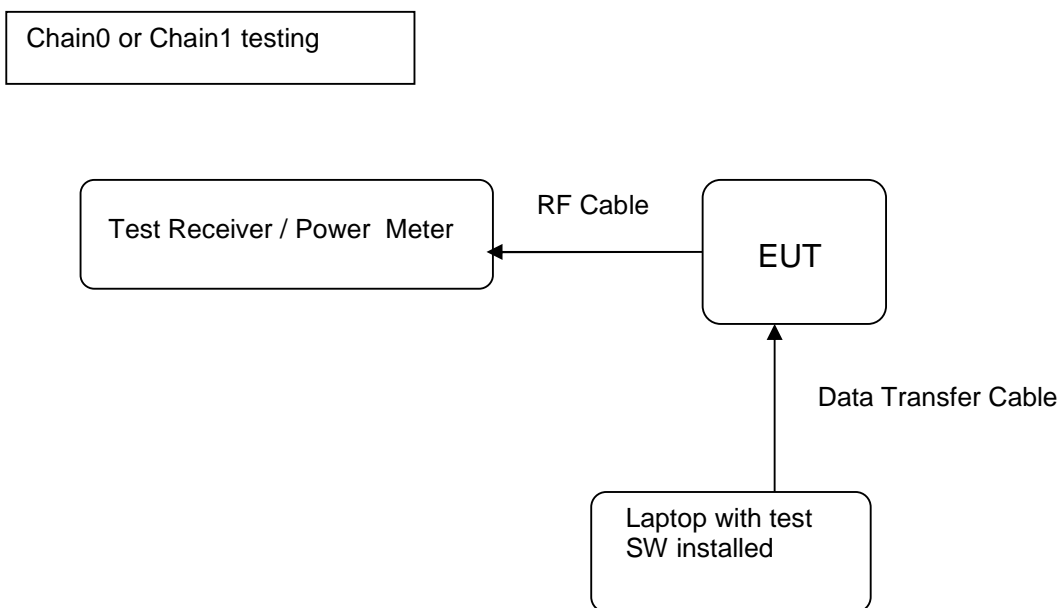 Chain0 or Chain1 testing
RF Cable
Test Receiver / Power  Meter
EUT
Data Transfer Cable
Laptop with test
SW installed